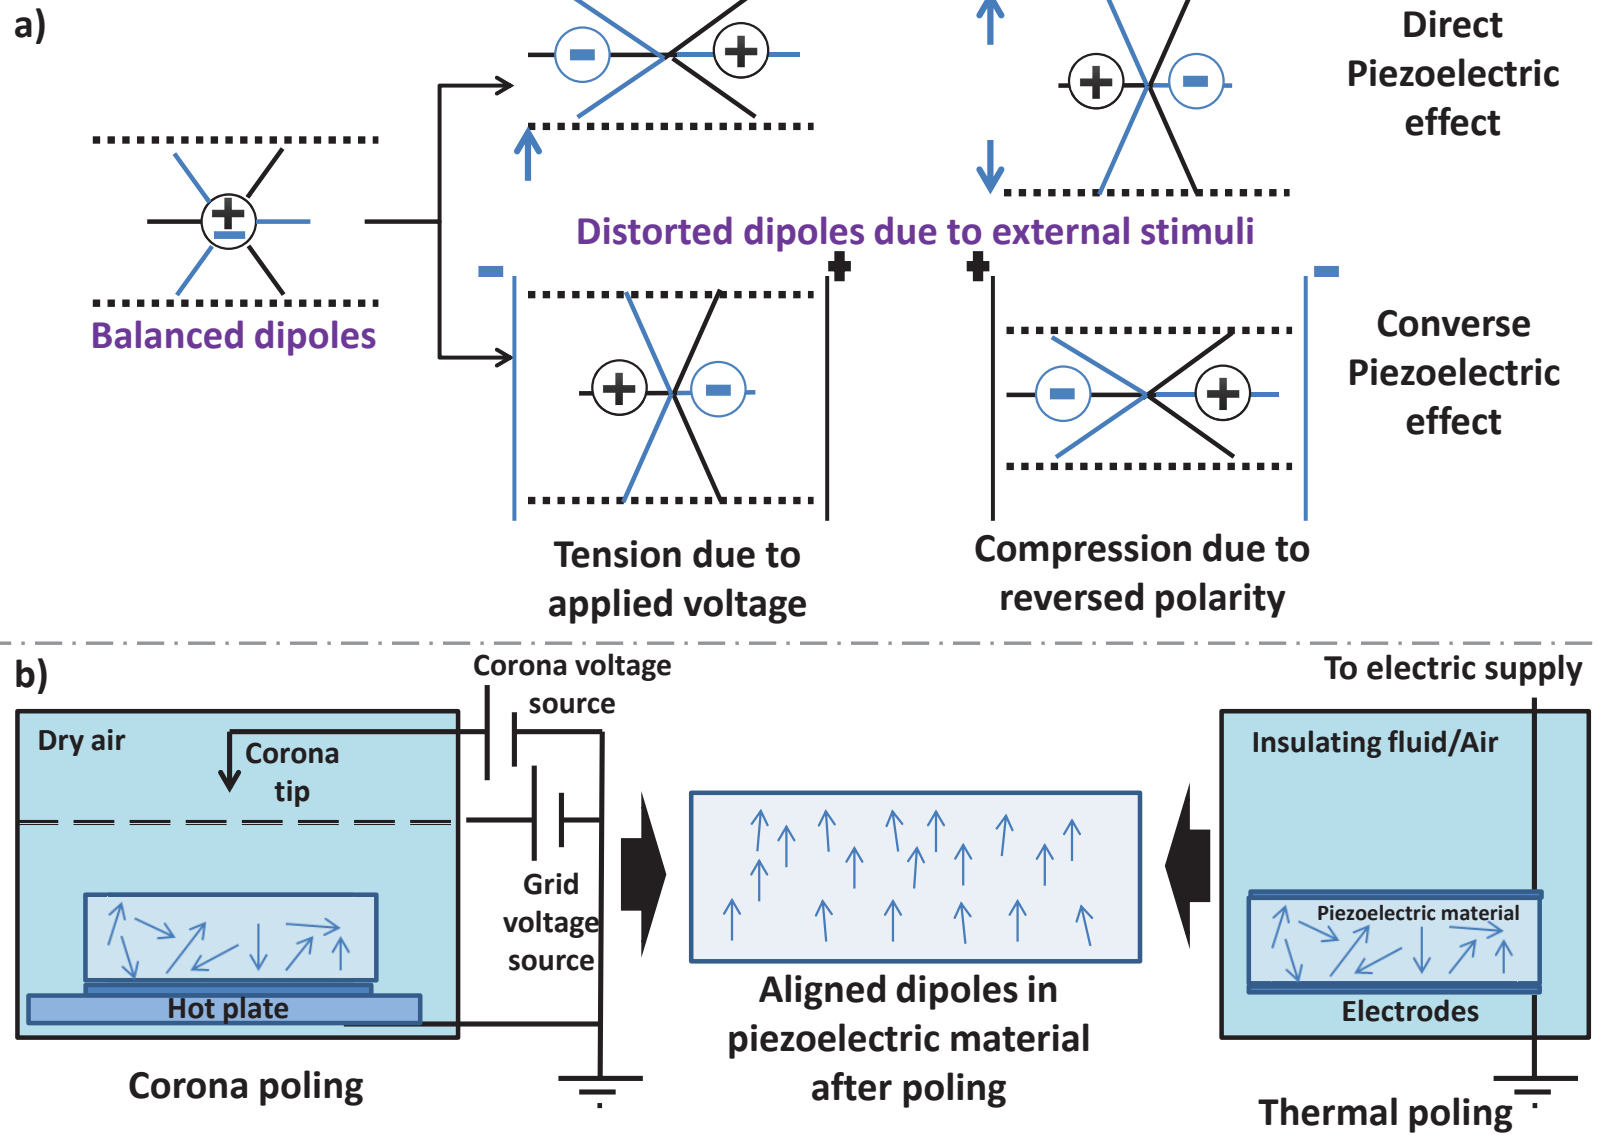 a)
Direct
Piezoelectric
effect
- +
+ -
+
-
Distorted dipoles due to external stimuli
Balanced dipoles
- + + -
Converse
Piezoelectric
effect
+ -
- +
Tension due to
applied voltage
Compression due to
reversed polarity
b)
Corona voltage
source
To electric supply
Dry air
Corona
tip
Insulating fluid/Air
Grid
voltage
source
Piezoelectric material
Hot plate
Electrodes
Aligned dipoles in
piezoelectric material
after poling
Corona poling
Thermal poling